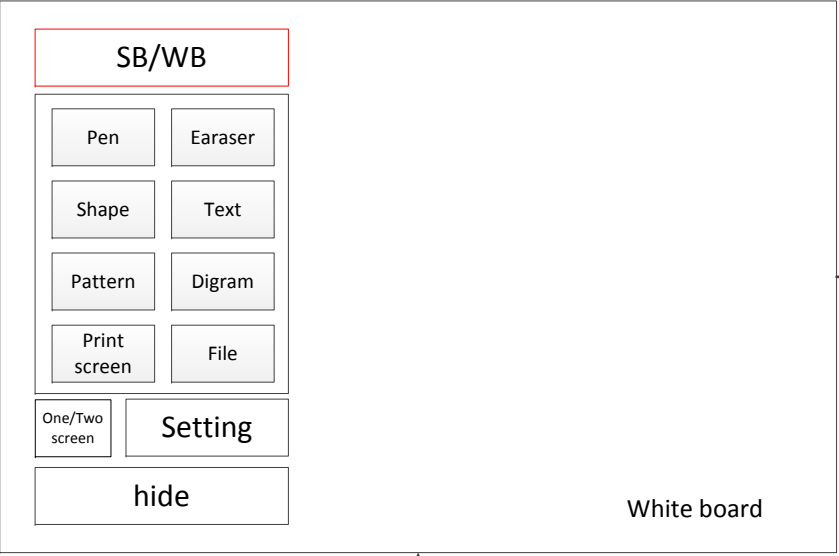 SB/WB
Pen
Earaser
Shape
Text
Pattern
Digram
Print
screen
File
One/Two
screen
Setting
hide
White board